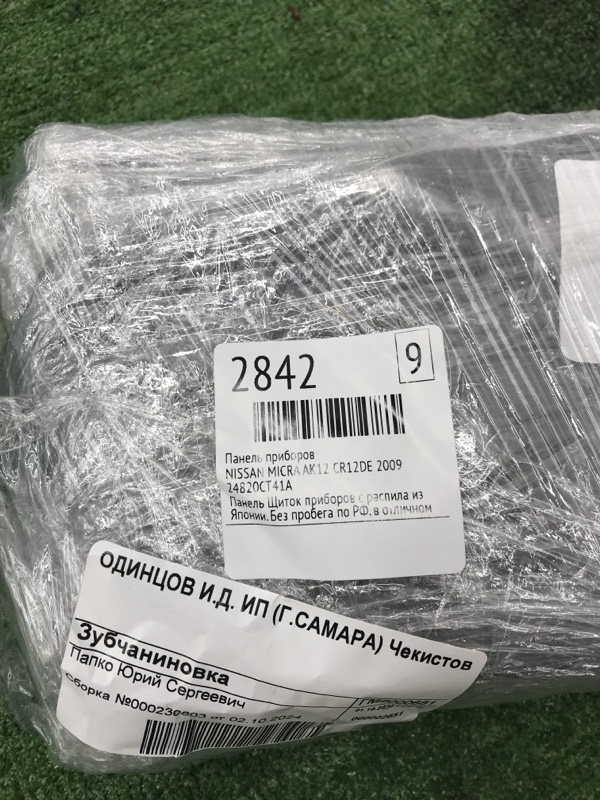 2842
9
Панель приборов
NISSAN MICRA AK12 CR12DE 2009
24820CT41A
Панель Щиток приборов с распила из
Японии.Без пробега по РФ.в отличном
ОДИНЦОВ И.Д. ИП (Г.САМАРА) Чекистов
Зубчаниновка
Папко Юрий Сергеевич
Сборка №000230603 от 02.10.2024